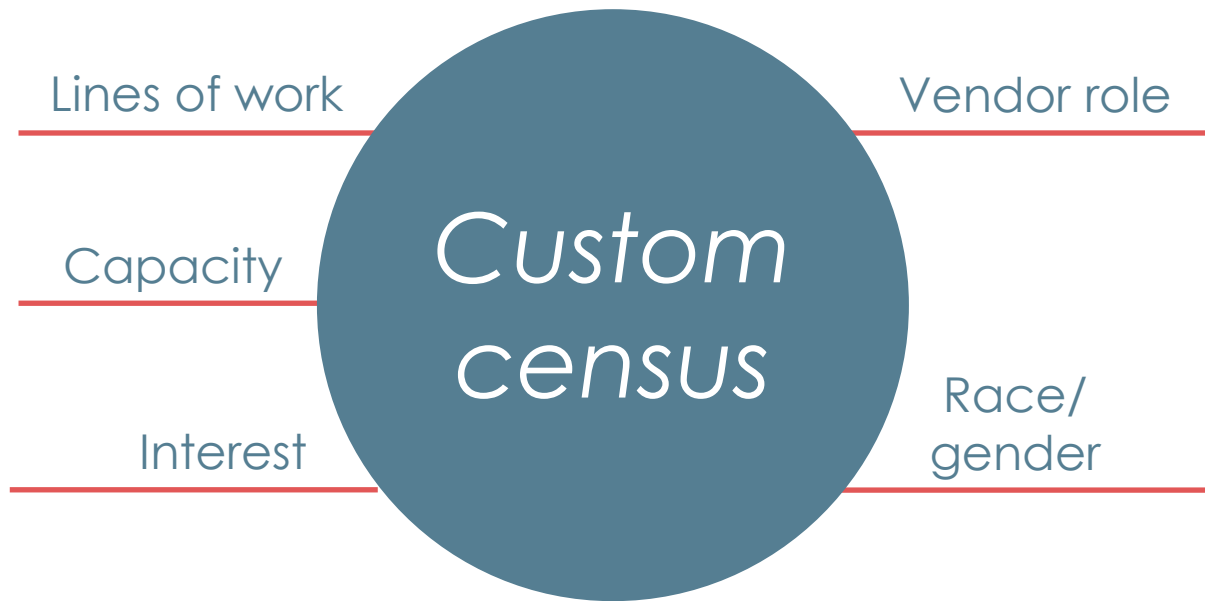 Lines of work
Capacity
Interest
Custom
census
Vendor role
Race/
gender